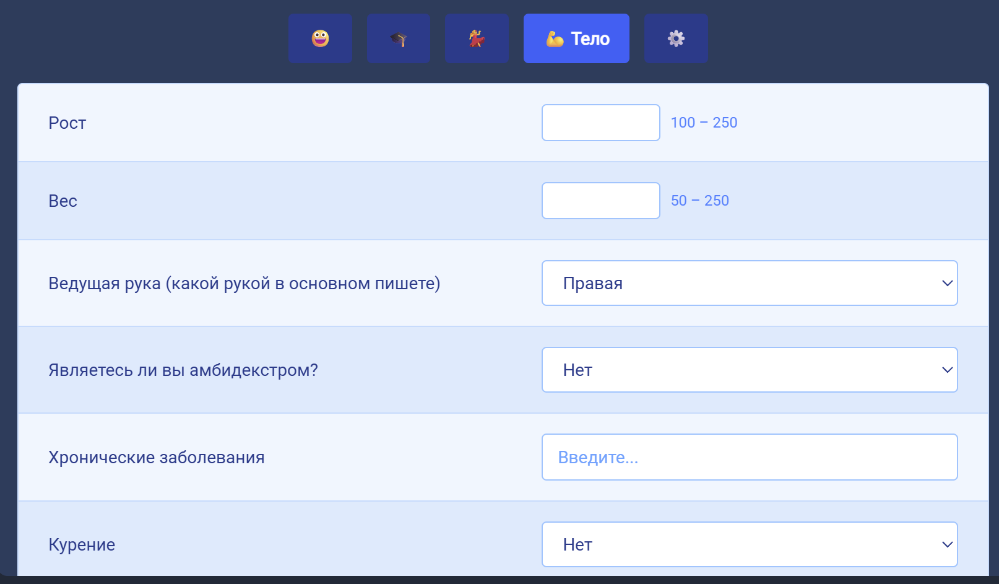 Тело
Рост
100 – 250
Вес
50 – 250
Ведущая рука (какой рукой в основном пишете)
Правая
Являетесь ли вы амбидекстром?
Нет
Хронические заболевания
Введите...
Курение
Нет